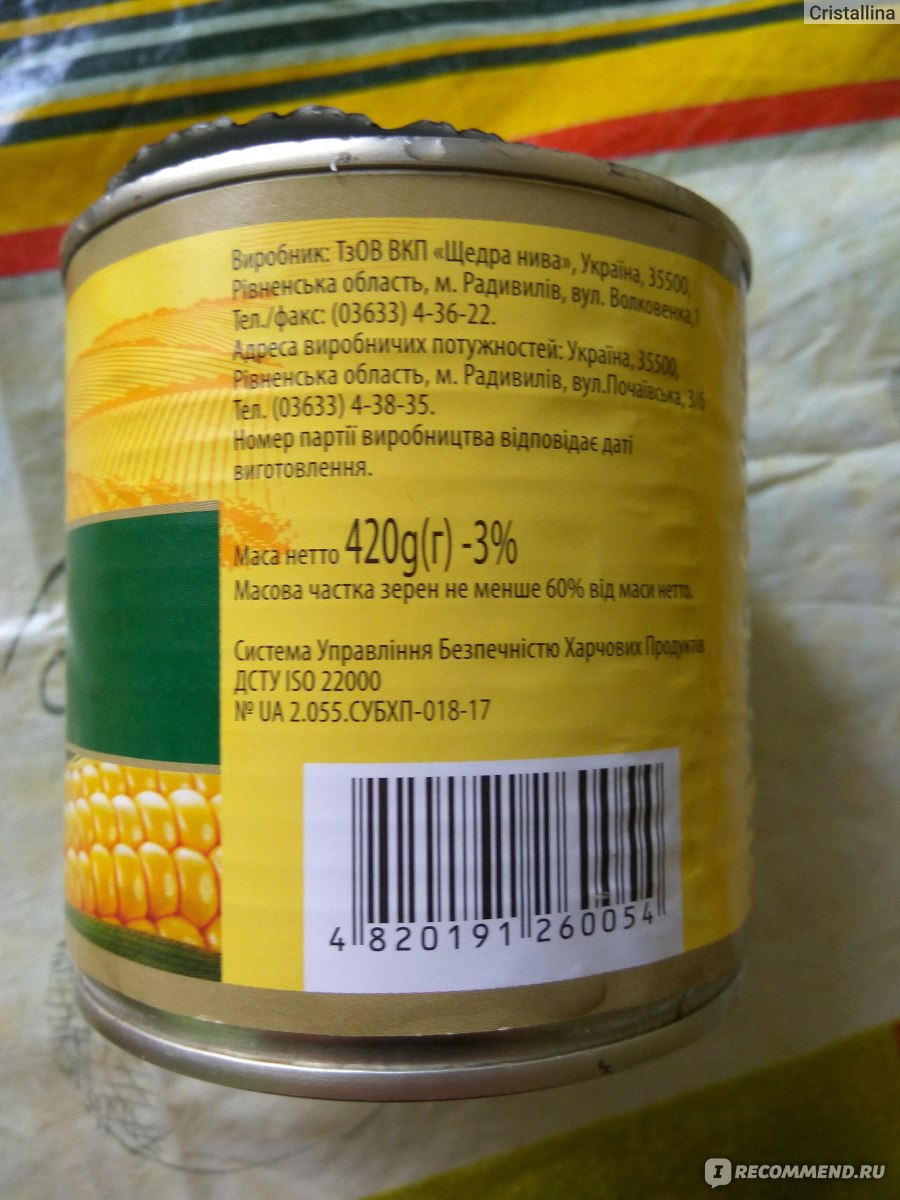 Cristallina
Виробник: ТзОВ ВКП «Щедра нива», Україна, 35500,
Рівненська область, м. Радивилів, вул. Волковенка,1
Тел./факс: (03633) 4-36-22.
Адреса виробничих потужностей: Україна, 35500,
Рівненська область, м. Радивилів, вул.Почаївська, 3/6
Тел. (03633) 4-38-35.
Номер партії виробництва відповідає даті
виготовлення.
Маса нетто 420g(г) -3%
Масова частка зерен не менше 60% від маси нетто.
Система Управління Безпечністю Харчових Продуктів
ДСТУ ISO 22000
№ UA 2.055.СУБХП-018-17
4 820191 260054
IRECOMMEND.RU